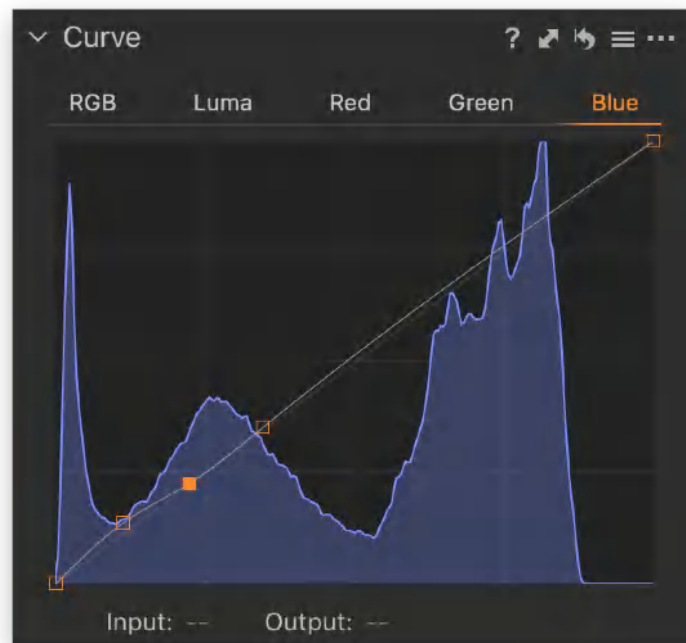 Curve ? ...
RGB Luma Red Green Blue
Input: -- Output: --